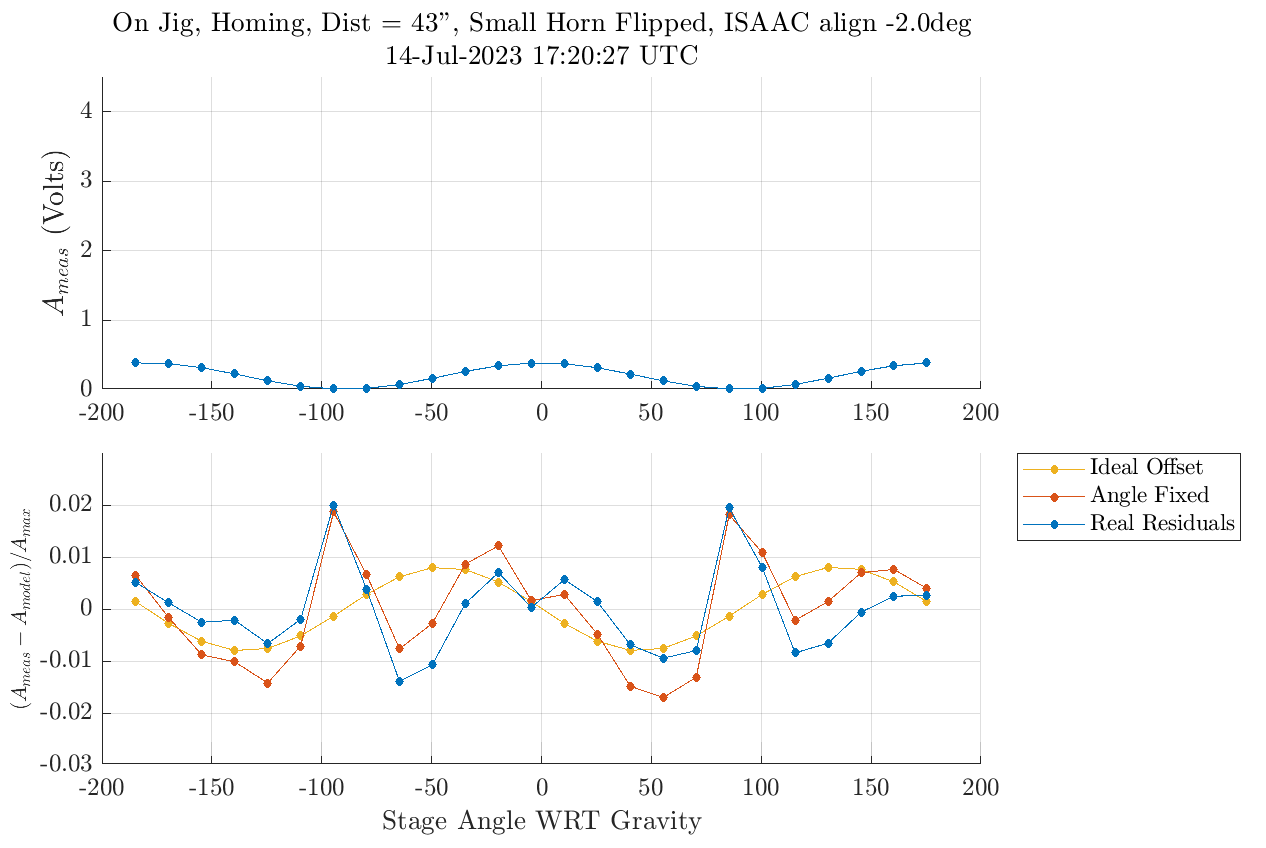 On Jig, Homing, Dist = 43”, Small Horn Flipped, ISAAC align -2.0deg
14-Jul-2023 17:20:27 UTC
A_meas (Volts)
4
3
2
1
0
-200 -150 -100 -50 0 50 100 150 200
(A_meas − A_model)/A_max
0.02
0.01
0
-0.01
-0.02
-0.03
-200 -150 -100 -50 0 50 100 150 200
Stage Angle WRT Gravity
Ideal Offset
Angle Fixed
Real Residuals